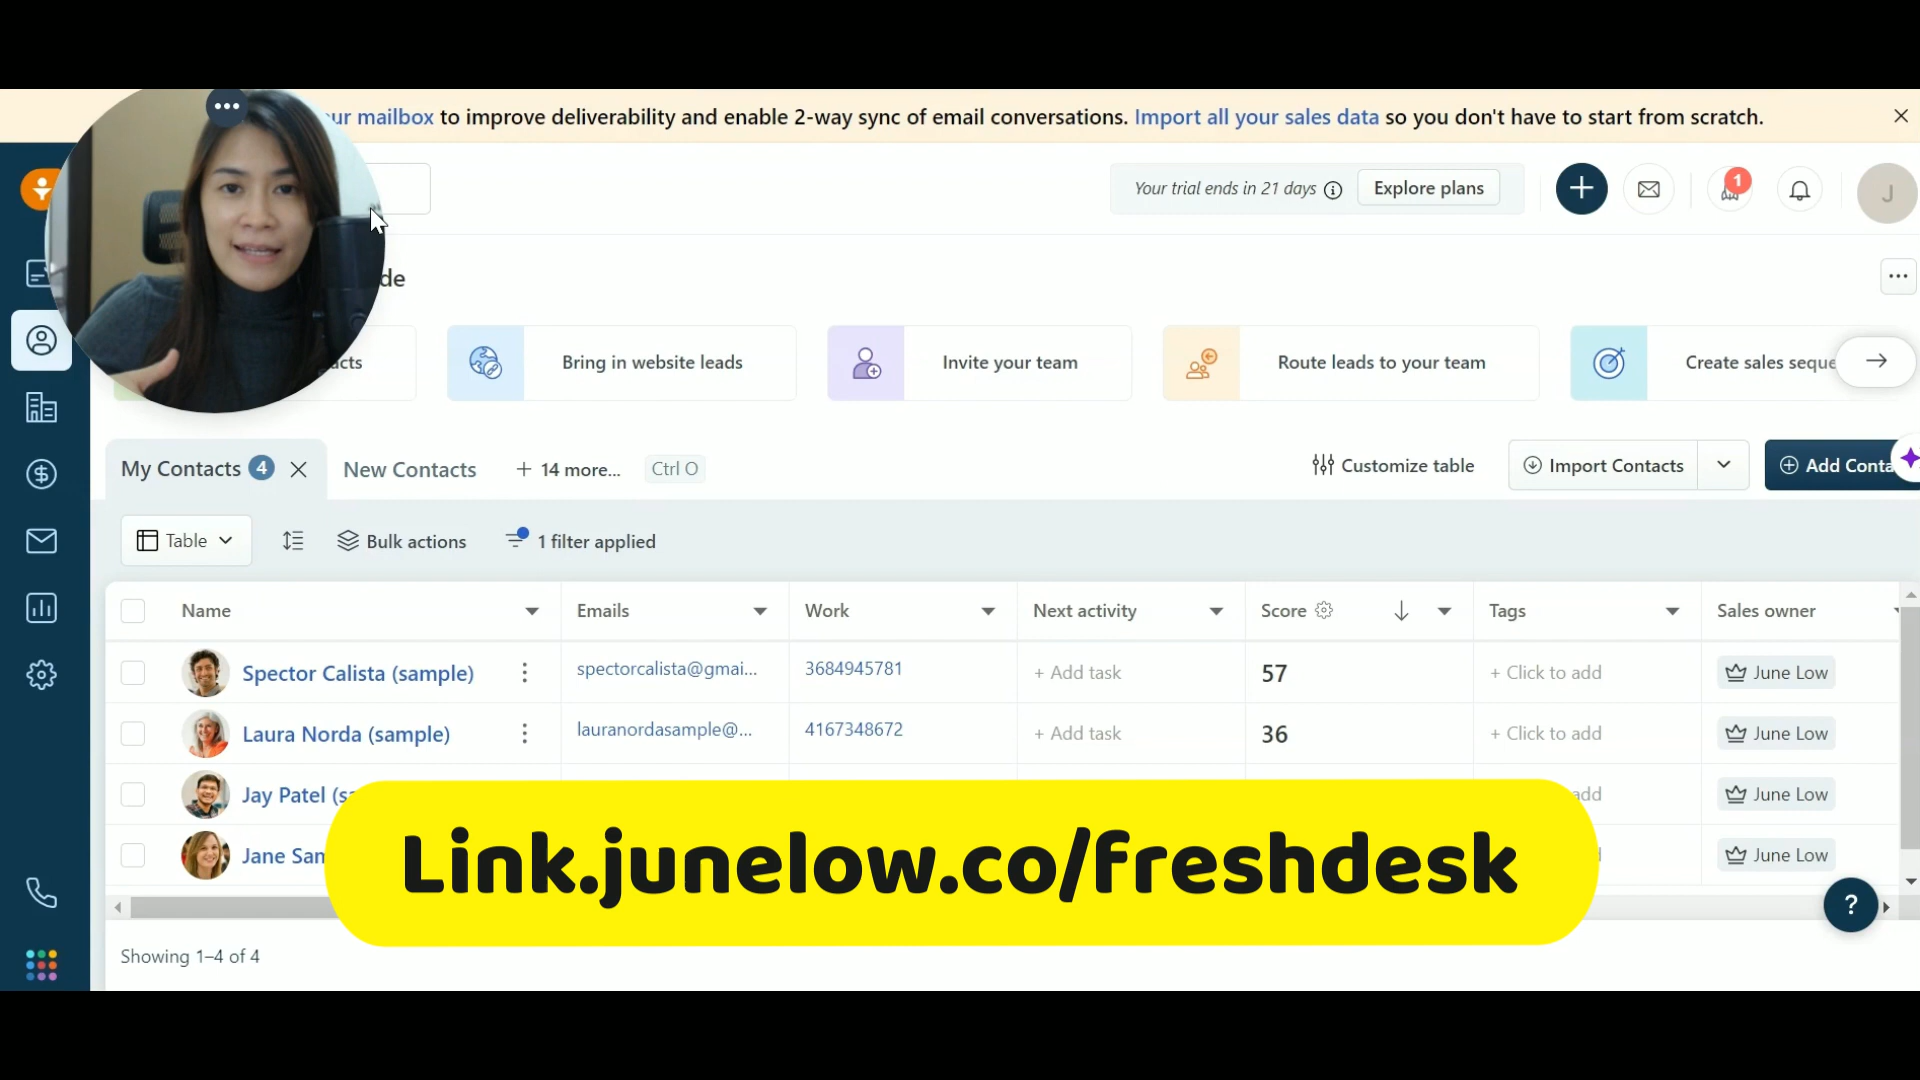 ur mailbox to improve deliverability and enable 2-way sync of email conversations. Import all your sales data so you don't have to start from scratch.
Your trial ends in 21 days Explore plans
1
J
de
acts
Bring in website leads
Invite your team
Route leads to your team
Create sales seque
My Contacts 4
New Contacts
14 more...
Ctrl O
Customize table
Import Contacts
Add Conta
Table
Bulk actions
1 filter applied
Name Emails Work Next activity Score Tags Sales owner
Spector Calista (sample) spectorcalista@gmai... 3684945781 + Add task 57 + Click to add June Low
Laura Norda (sample) lauranordasample@... 4167348672 + Add task 36 + Click to add June Low
Jay Patel (sa add June Low
Jane Sam June Low
Link.junelow.co/freshdesk
?
Showing 1–4 of 4